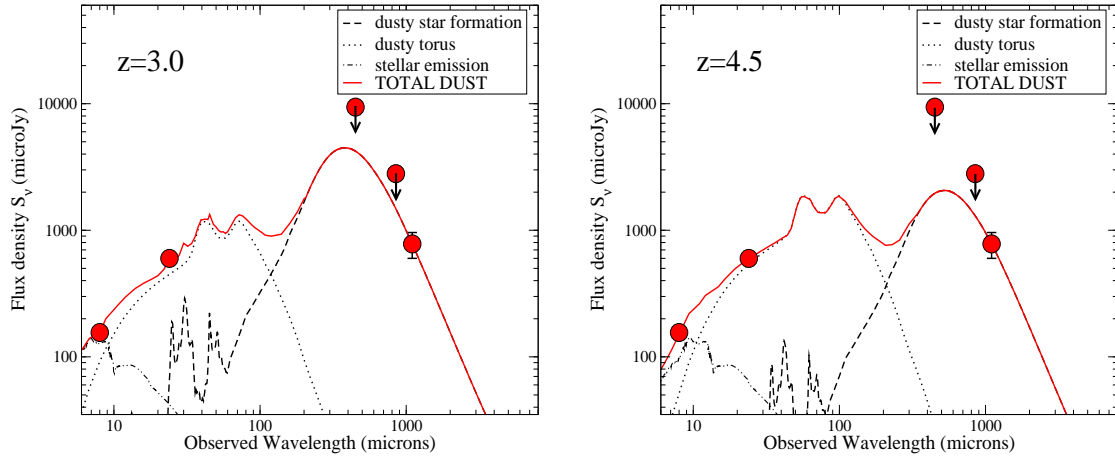 z=3.0
dusty star formation
dusty torus
stellar emission
TOTAL DUST
10000
1000
100
Flux density Sν (microJy)
10 100 1000
Observed Wavelength (microns)
z=4.5
dusty star formation
dusty torus
stellar emission
TOTAL DUST
10000
1000
100
Flux density Sν (microJy)
10 100 1000
Observed Wavelength (microns)